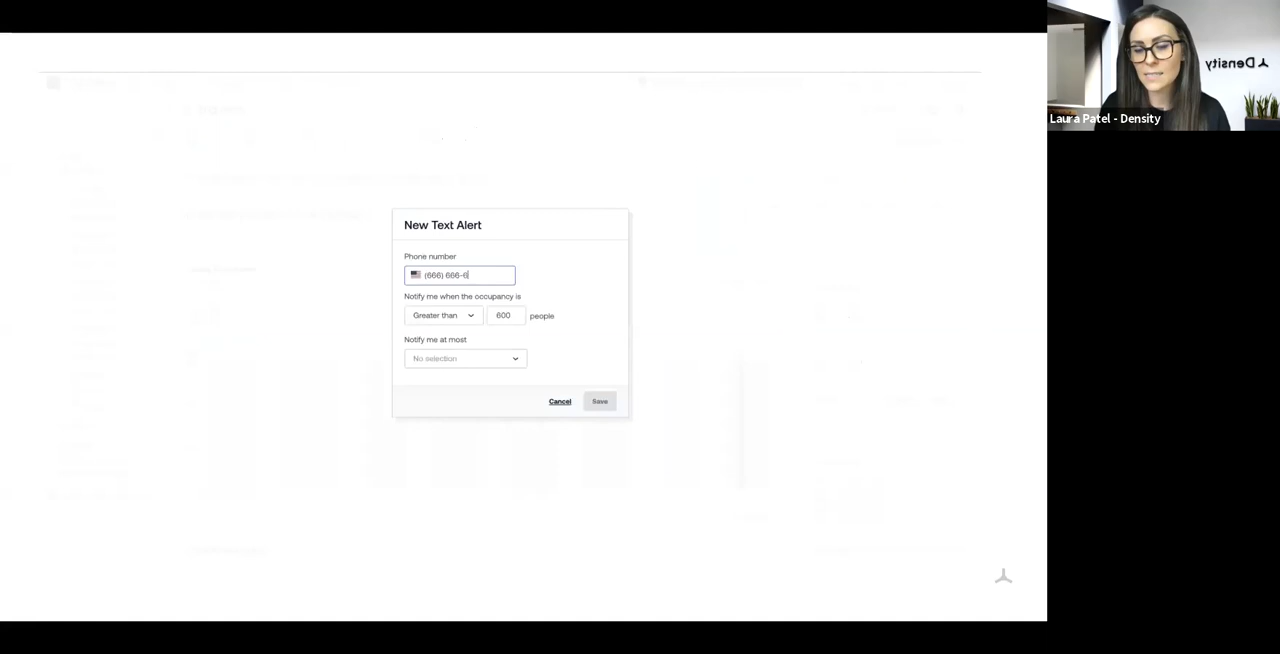 New Text Alert
Phone number
(666) 666-6
Notify me when the occupancy is
Greater than 600 people
Notify me at most
No selection
Cancel Save
Density
Laura Patel - Density